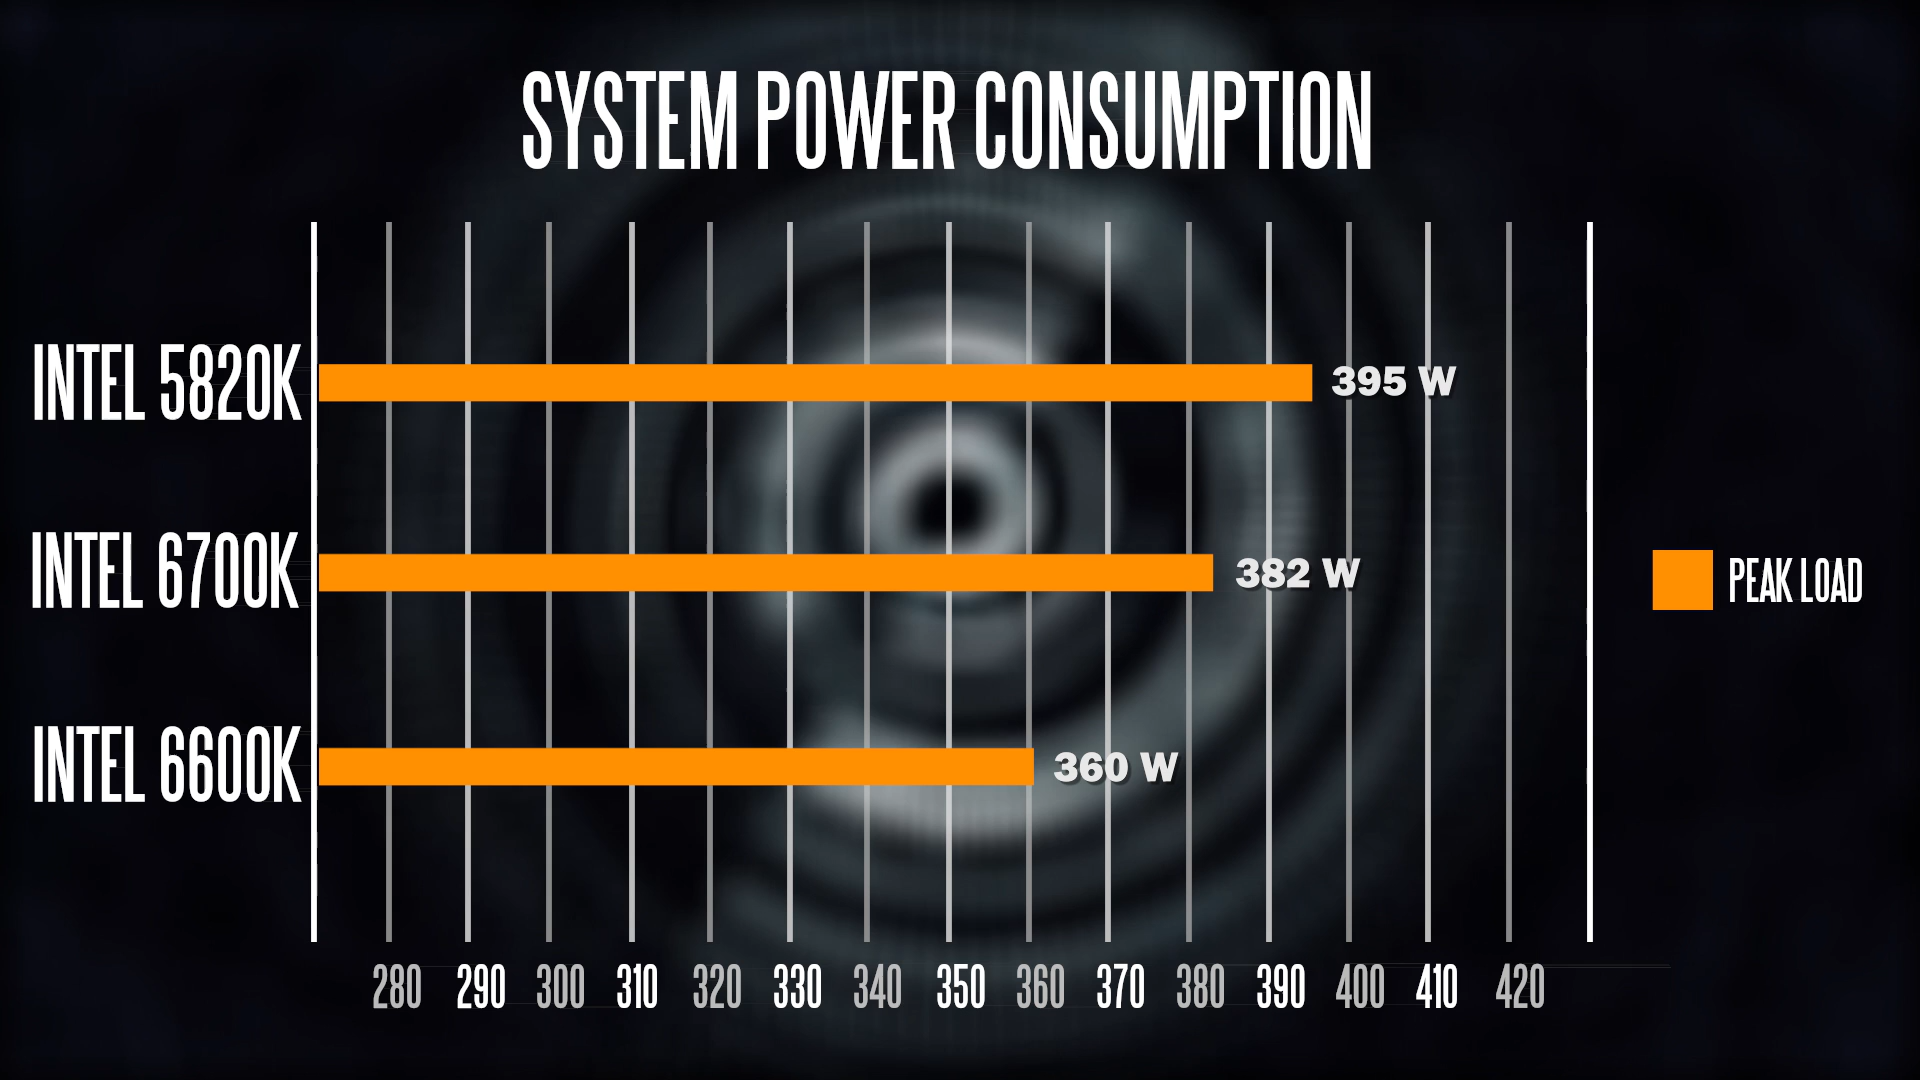 SYSTEM POWER CONSUMPTION
INTEL 5820K
395 W
INTEL 6700K
382 W
PEAK LOAD
INTEL 6600K
360 W
280 290 300 310 320 330 340 350 360 370 380 390 400 410 420